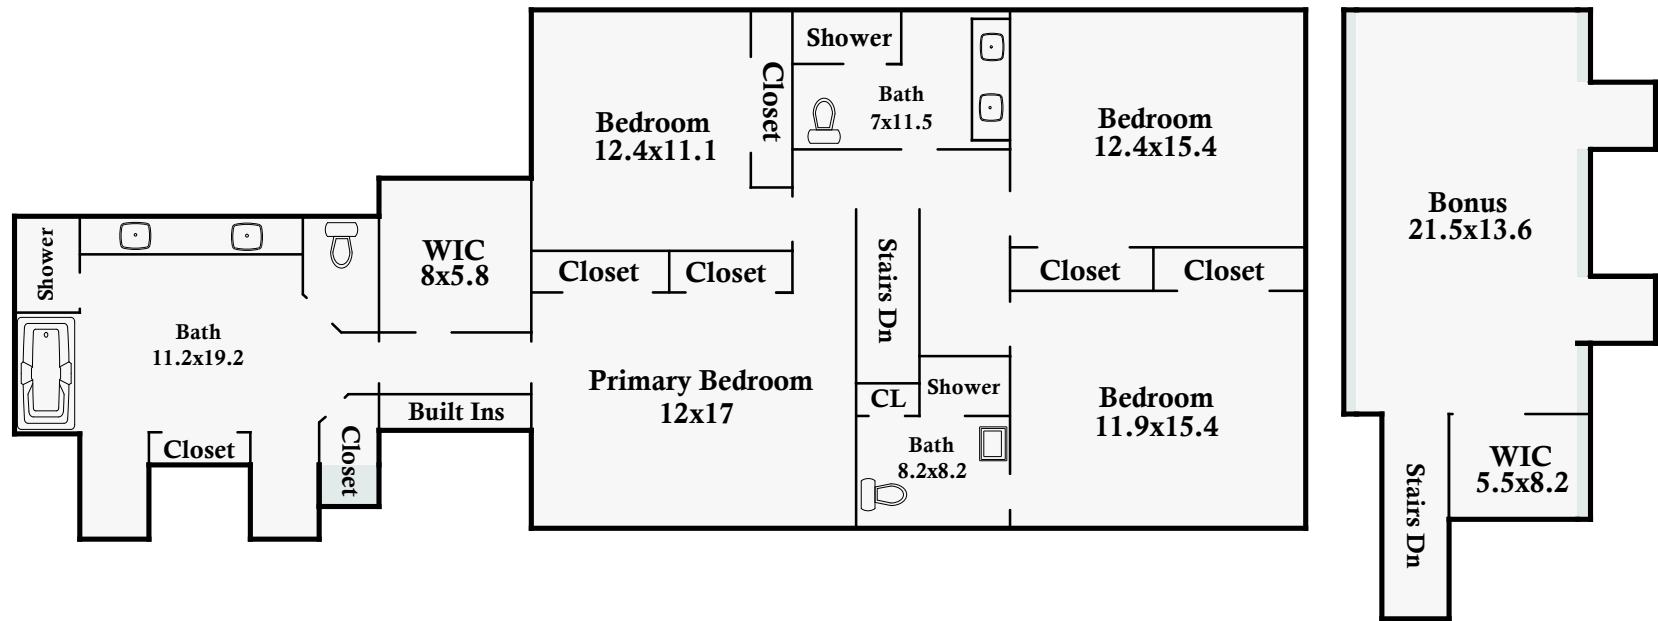 Shower
Bath
11.2x19.2
Closet
Closet
WIC
8x5.8
Built Ins
Bedroom
12.4x11.1
Closet
Closet
Closet
Primary Bedroom
12x17
Shower
Bath
7x11.5
Stairs Dn
CL
Shower
Bath
8.2x8.2
Bedroom
12.4x15.4
Closet
Closet
Bedroom
11.9x15.4
Bonus
21.5x13.6
WIC
5.5x8.2
Stairs Dn